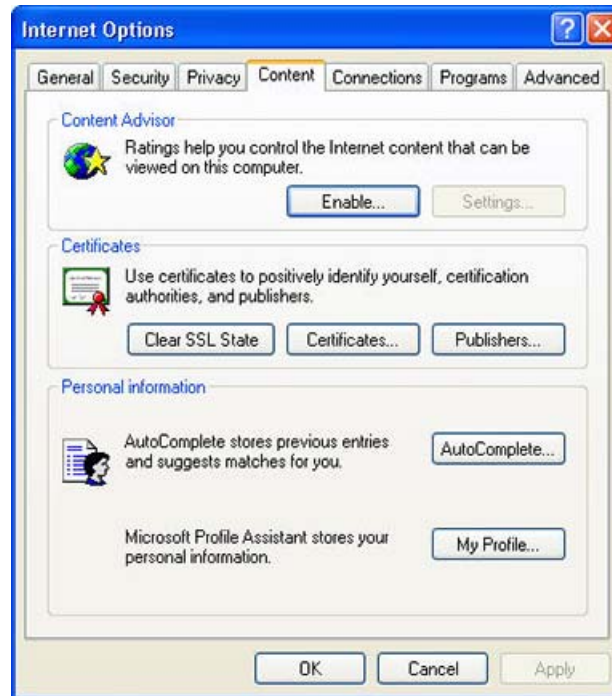 Internet Options
General Security Privacy Content Connections Programs Advanced
Content Advisor
Ratings help you control the Internet content that can be
viewed on this computer.
Enable... Settings...
Certificates
Use certificates to positively identify yourself, certification
authorities, and publishers.
Clear SSL State Certificates... Publishers...
Personal information
AutoComplete stores previous entries
and suggests matches for you.
AutoComplete...
Microsoft Profile Assistant stores your
personal information.
My Profile...
OK Cancel Apply